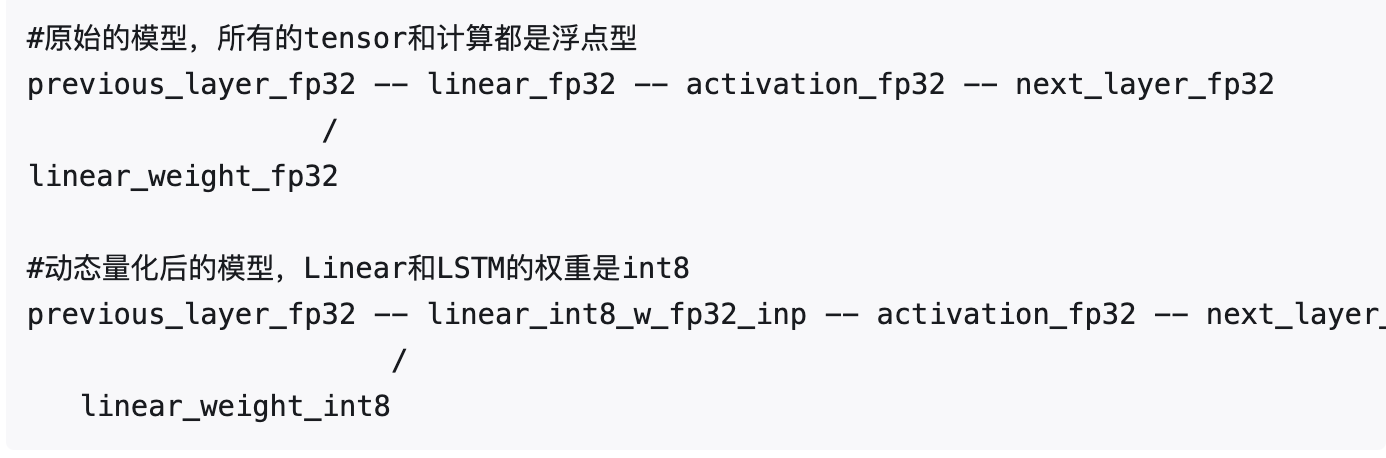 #原始的模型，所有的tensor和计算都是浮点型
previous_layer_fp32 -- linear_fp32 -- activation_fp32 -- next_layer_fp32
                 /
linear_weight_fp32

#动态量化后的模型，Linear和LSTM的权重是int8
previous_layer_fp32 -- linear_int8_w_fp32_inp -- activation_fp32 -- next_layer_
                     /
   linear_weight_int8